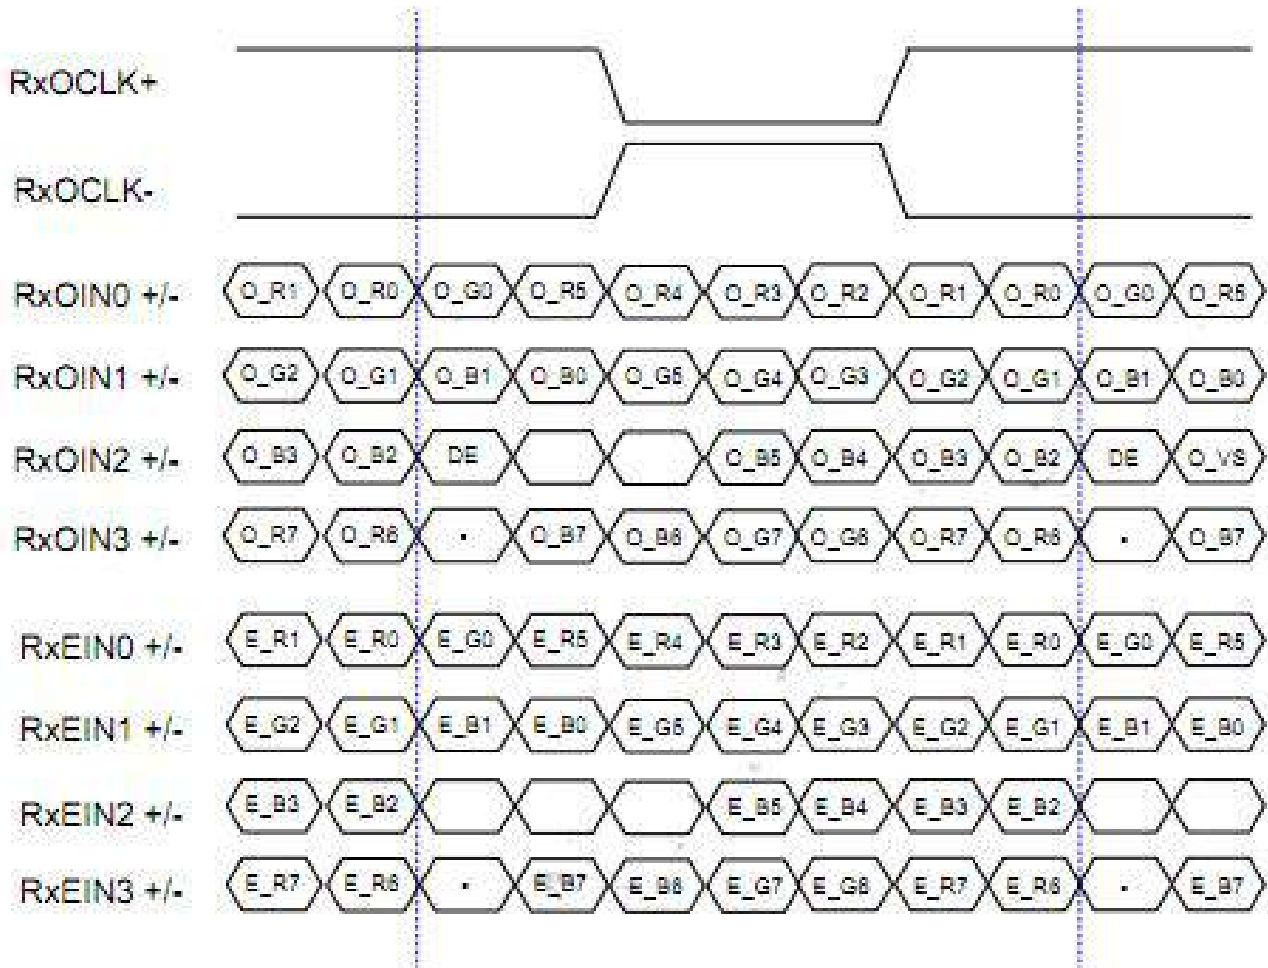 RxOCLK+
RxOCLK-
RxOIN0 +/- O_R1 O_R0 O_G0 O_R5 O_R4 O_R3 O_R2 O_R1 O_R0 O_G0 O_R5
RxOIN1 +/- O_G2 O_G1 O_B1 O_B0 O_G5 O_G4 O_G3 O_G2 O_G1 O_B1 O_B0
RxOIN2 +/- O_B3 O_B2 DE O_B5 O_B4 O_B3 O_B2 DE O_VS
RxOIN3 +/- O_R7 O_R6 . O_B7 O_B6 O_G7 O_G6 O_R7 O_R6 . O_B7
RxEIN0 +/- E_R1 E_R0 E_G0 E_R5 E_R4 E_R3 E_R2 E_R1 E_R0 E_G0 E_R5
RxEIN1 +/- E_G2 E_G1 E_B1 E_B0 E_G5 E_G4 E_G3 E_G2 E_G1 E_B1 E_B0
RxEIN2 +/- E_B3 E_B2 E_B5 E_B4 E_B3 E_B2
RxEIN3 +/- E_R7 E_R6 . E_B7 E_B6 E_G7 E_G6 E_R7 E_R6 . E_B7